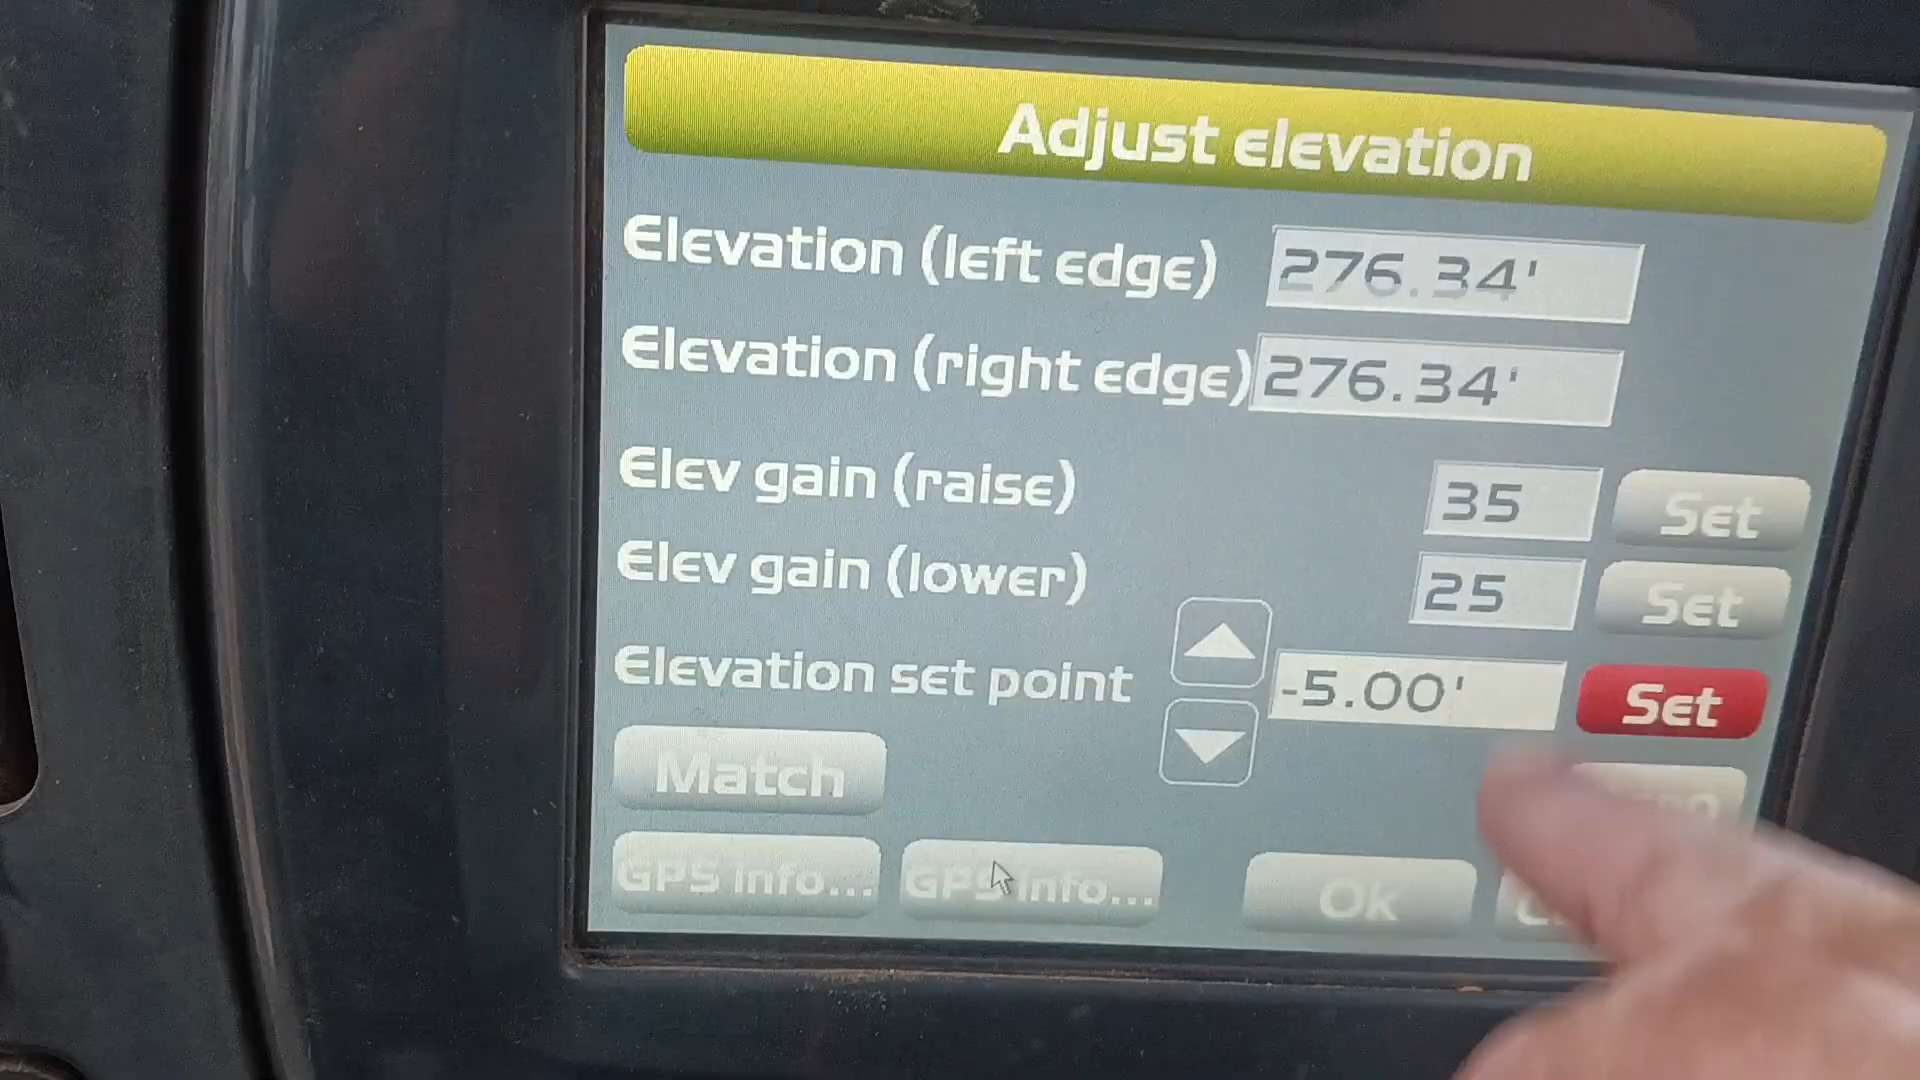 Adjust elevation
Elevation (left edge) 276.34'
Elevation (right edge) 276.34'
Elev gain (raise) 35 Set
Elev gain (lower) 25 Set
Elevation set point -5.00' Set
Match
GPS info... GPS info... Ok